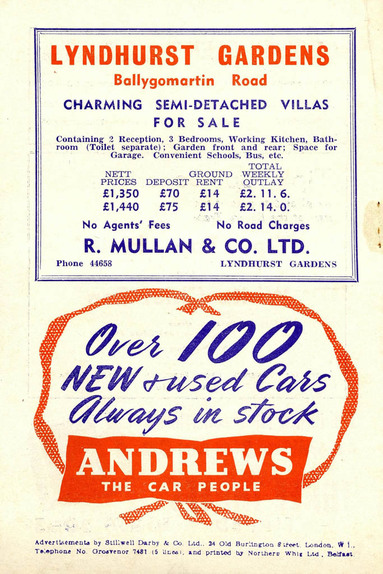 LYNDHURST GARDENS
Ballygomartin Road
CHARMING SEMI-DETACHED VILLAS
FOR SALE
Containing 2 Reception, 3 Bedrooms, Working Kitchen, Bath-
room (Toilet separate); Garden front and rear; Space for
Garage. Convenient Schools, Bus, etc.
TOTAL
NETT GROUND WEEKLY
PRICES DEPOSIT RENT OUTLAY
£1,350 £70 £14 £2. 11. 6.
£1,440 £75 £14 £2. 14. 0.
No Agents' Fees No Road Charges
R. MULLAN & CO. LTD.
Phone 44658 LYNDHURST GARDENS
Over 100
NEW & used Cars
Always in stock
ANDREWS
THE CAR PEOPLE
Advertisements by Stillwell Darby & Co. Ltd., 24 Old Burlington Street, London, W 1.,
Telephone No. Grosvenor 7481 (5 lines), and printed by Northern Whig Ltd, Belfast.